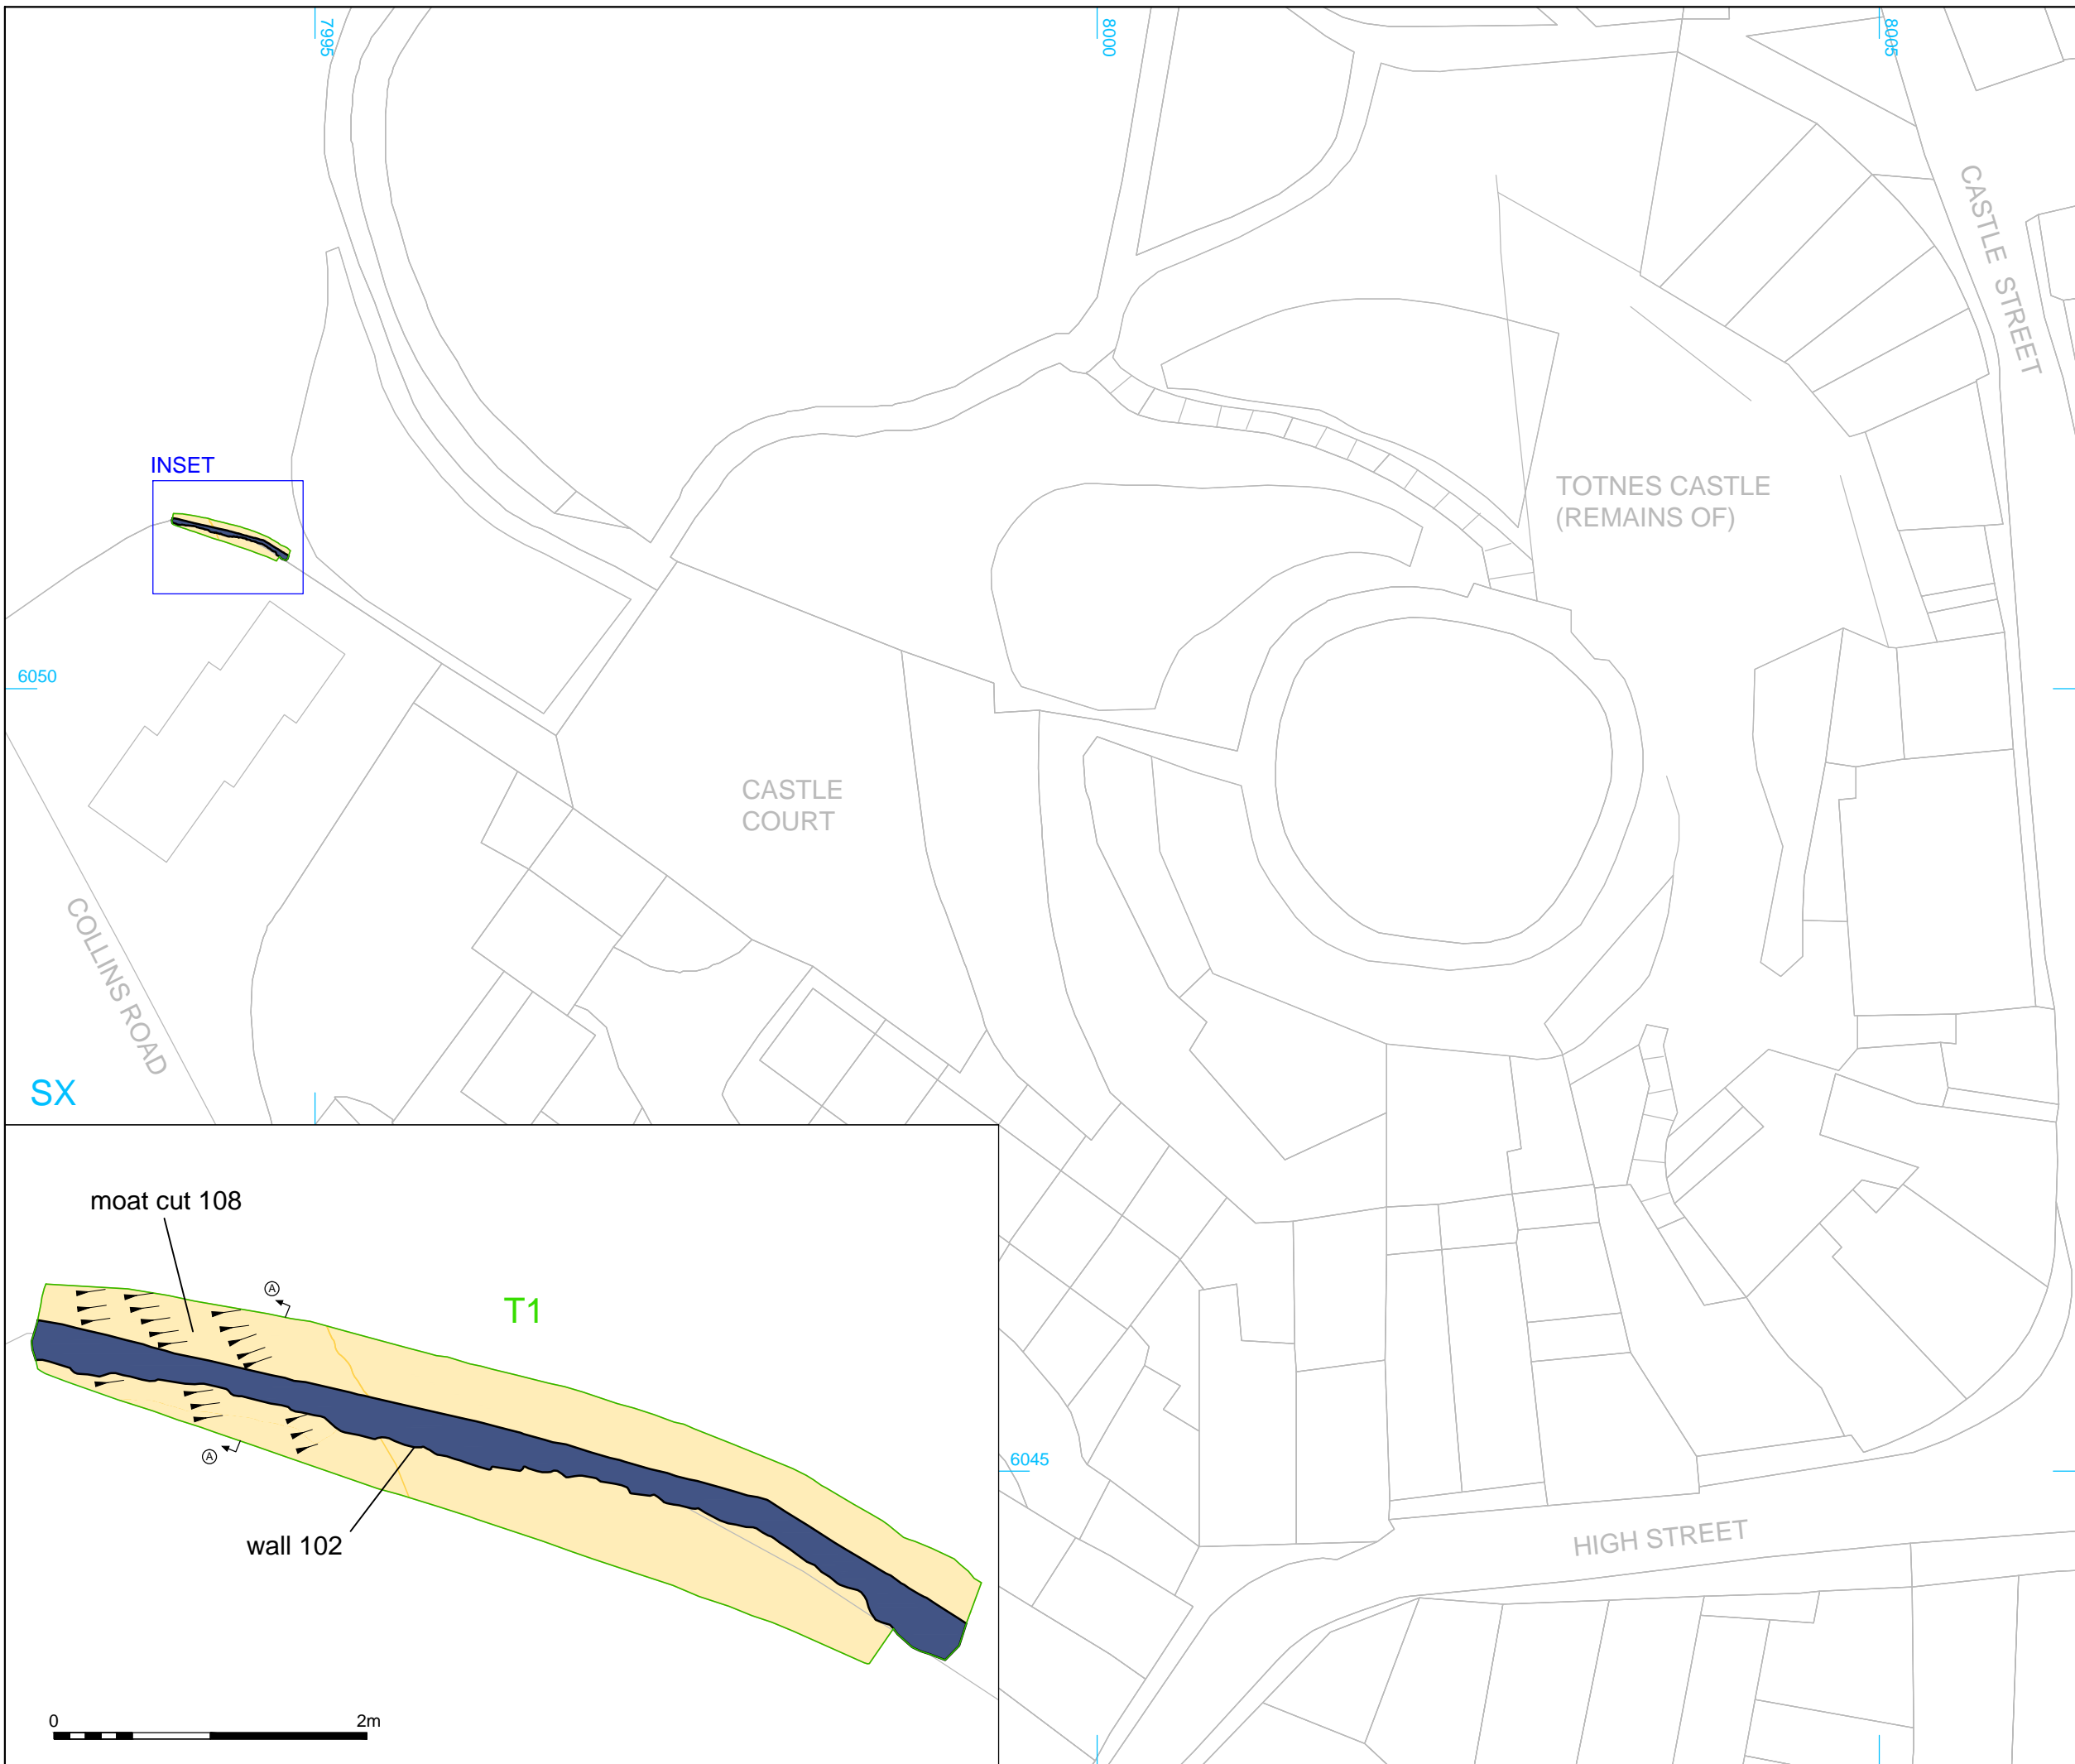 7995
8000
8005
CASTLE STREET
INSET
TOTNES CASTLE
(REMAINS OF)
6050
CASTLE
COURT
COLLINS ROAD
SX
moat cut 108
A
T1
A
wall 102
6045
HIGH STREET
0 2m